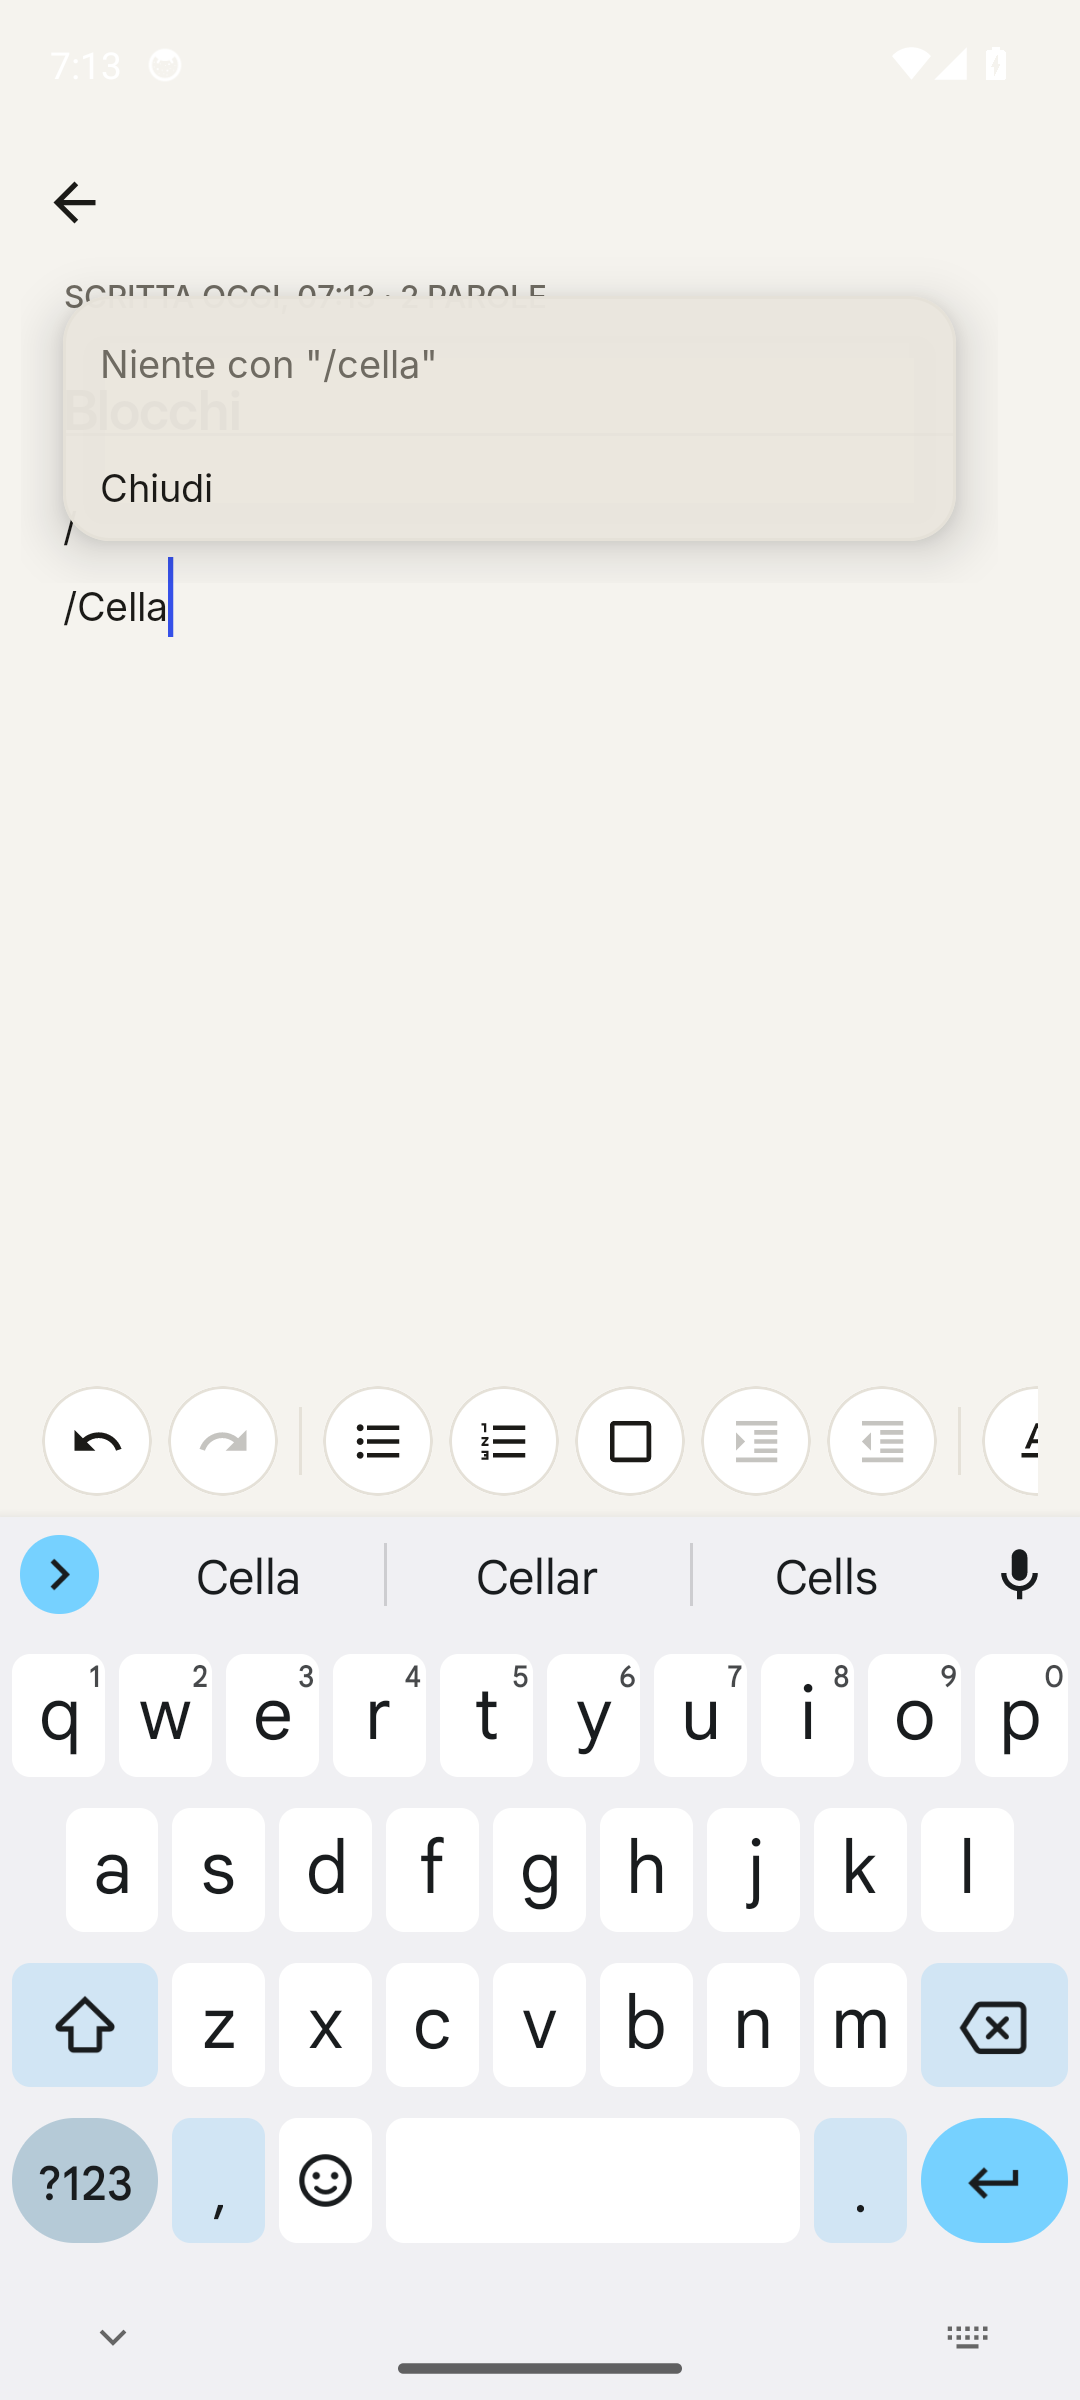 7:13
SCRITTA OGGI, 07:13 · 2 PAROLE
Niente con "/cella"
Blocchi
Chiudi
/
/Cella
Cella Cellar Cells
q 1 w 2 e 3 r 4 t 5 y 6 u 7 i 8 o 9 p 0
a s d f g h j k l
z x c v b n m
?123 , .